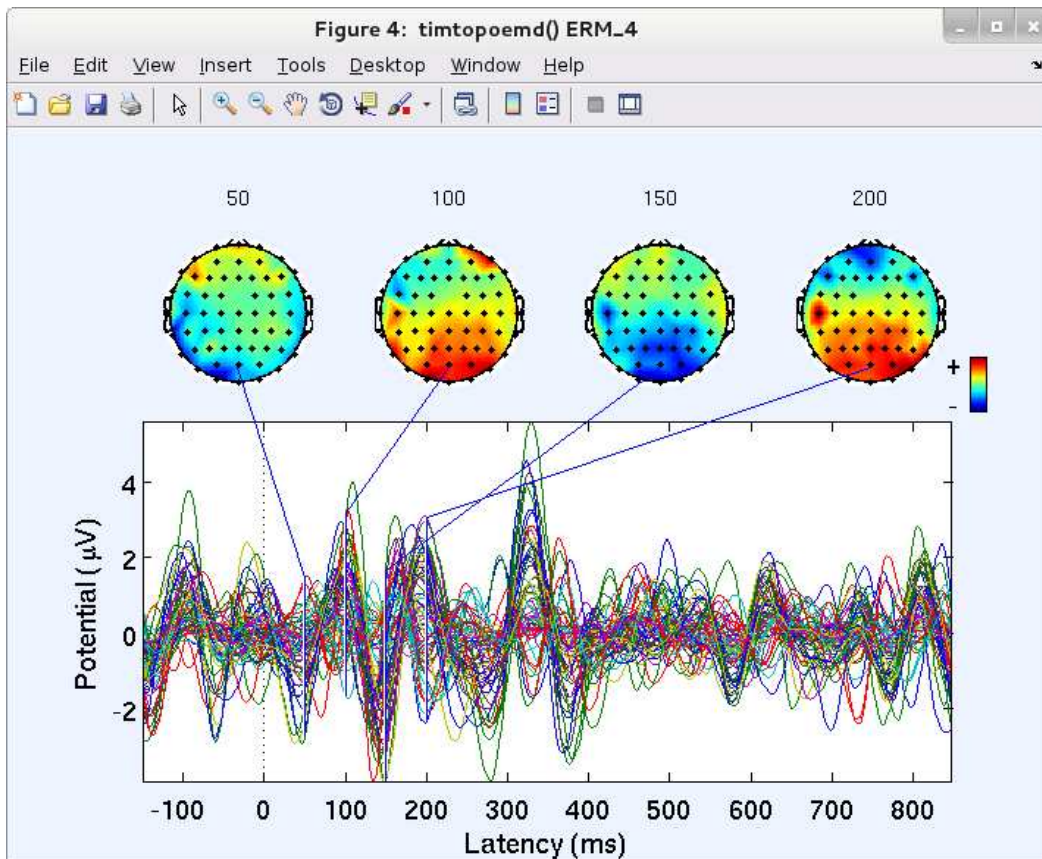 Figure 4: timtopoemd() ERM_4
File Edit View Insert Tools Desktop Window Help
50 100 150 200
+
-
4
2
0
-2
Potential (μV)
-100 0 100 200 300 400 500 600 700 800
Latency (ms)